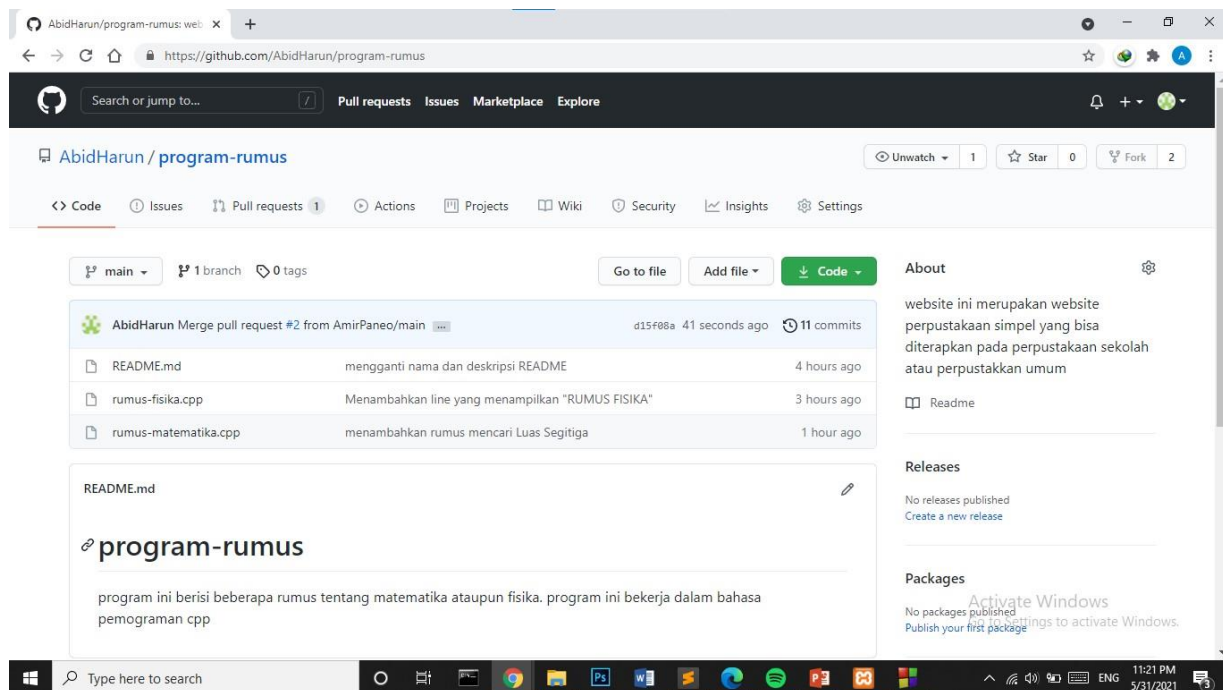 AbidHarun/program-rumus: web
https://github.com/AbidHarun/program-rumus
A
Search or jump to...
/
Pull requests Issues Marketplace Explore
AbidHarun / program-rumus
Unwatch 1 Star 0 Fork 2
Code Issues Pull requests 1 Actions Projects Wiki Security Insights Settings
main 1 branch 0 tags Go to file Add file Code
AbidHarun Merge pull request #2 from AmirPaneo/main ... d15f08a 41 seconds ago 11 commits
README.md mengganti nama dan deskripsi README 4 hours ago
rumus-fisika.cpp Menambahkan line yang menampilkan "RUMUS FISIKA" 3 hours ago
rumus-matematika.cpp menambahkan rumus mencari Luas Segitiga 1 hour ago
README.md
program-rumus
program ini berisi beberapa rumus tentang matematika ataupun fisika. program ini bekerja dalam bahasa
pemograman cpp
About
website ini merupakan website
perpustakaan simpel yang bisa
diterapkan pada perpustakaan sekolah
atau perpustakkan umum
Readme
Releases
No releases published
Create a new release
Packages
No packages published
Publish your first package
Activate Windows
Go to Settings to activate Windows.
Type here to search
Ps
ENG
11:21 PM
5/31/2021
3